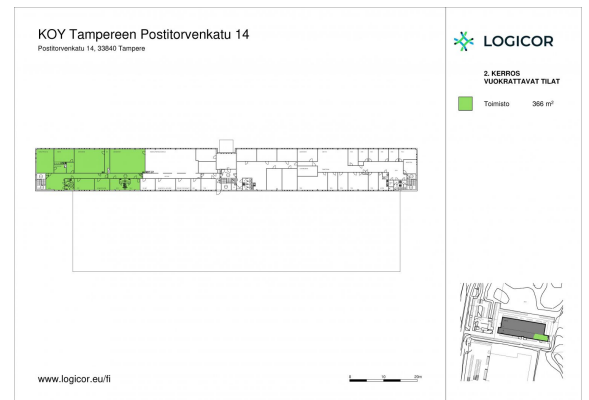 KOY Tampereen Postitorvenkatu 14
Postitorvenkatu 14, 33840 Tampere
LOGICOR
2. KERROS
VUOKRATTAVAT TILAT
Toimisto 366 m²
www.logicor.eu/fi
0 10 20m